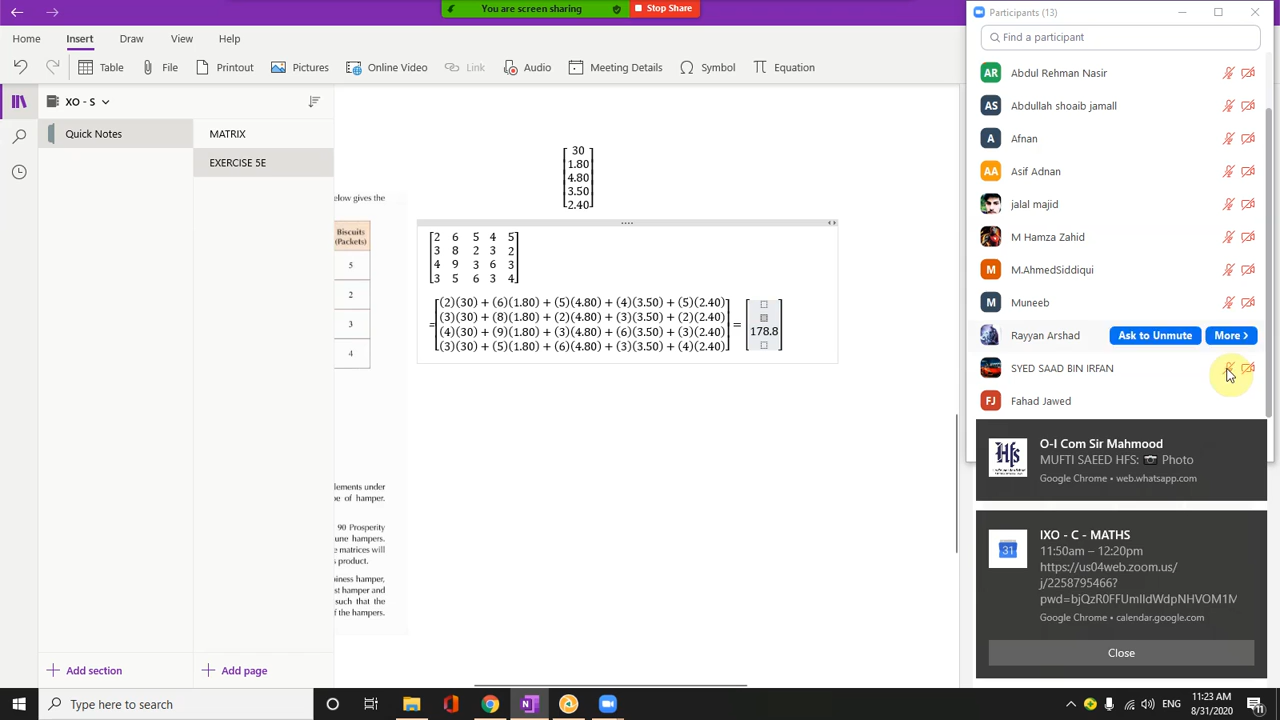 You are screen sharing
Stop Share
Home Insert Draw View Help
Table File Printout Pictures Online Video Link Audio Meeting Details Symbol Equation
XO - S
Quick Notes
MATRIX
EXERCISE 5E
elow gives the
Biscuits
(Packets)
5
2
3
4
30
1.80
4.80
3.50
2.40
2 6 5 4 5
3 8 2 3 2
4 9 3 6 3
3 5 6 3 4
(2)(30) + (6)(1.80) + (5)(4.80) + (4)(3.50) + (5)(2.40)
(3)(30) + (8)(1.80) + (2)(4.80) + (3)(3.50) + (2)(2.40)
= (4)(30) + (9)(1.80) + (3)(4.80) + (6)(3.50) + (3)(2.40) = 178.8
(3)(30) + (5)(1.80) + (6)(4.80) + (3)(3.50) + (4)(2.40)
lements under
pe of hamper.
90 Prosperity
une hampers.
e matrices will
s product.
piness hamper,
st hamper and
such that the
f the hampers.
Add section
Add page
Participants (13)
Find a participant
AR Abdul Rehman Nasir
AS Abdullah shoaib jamall
A Afnan
AA Asif Adnan
jalal majid
M Hamza Zahid
M M.AhmedSiddiqui
M Muneeb
Rayyan Arshad Ask to Unmute More >
SYED SAAD BIN IRFAN
FJ Fahad Jawed
Hfs
O-I Com Sir Mahmood
MUFTI SAEED HFS: 📷 Photo
Google Chrome • web.whatsapp.com
31
IXO - C - MATHS
11:50am – 12:20pm
https://us04web.zoom.us/
j/2258795466?
pwd=bjQzR0FFUmlIdWdpNHVOM1M
Google Chrome • calendar.google.com
Close
Type here to search
ENG
11:23 AM
8/31/2020
11